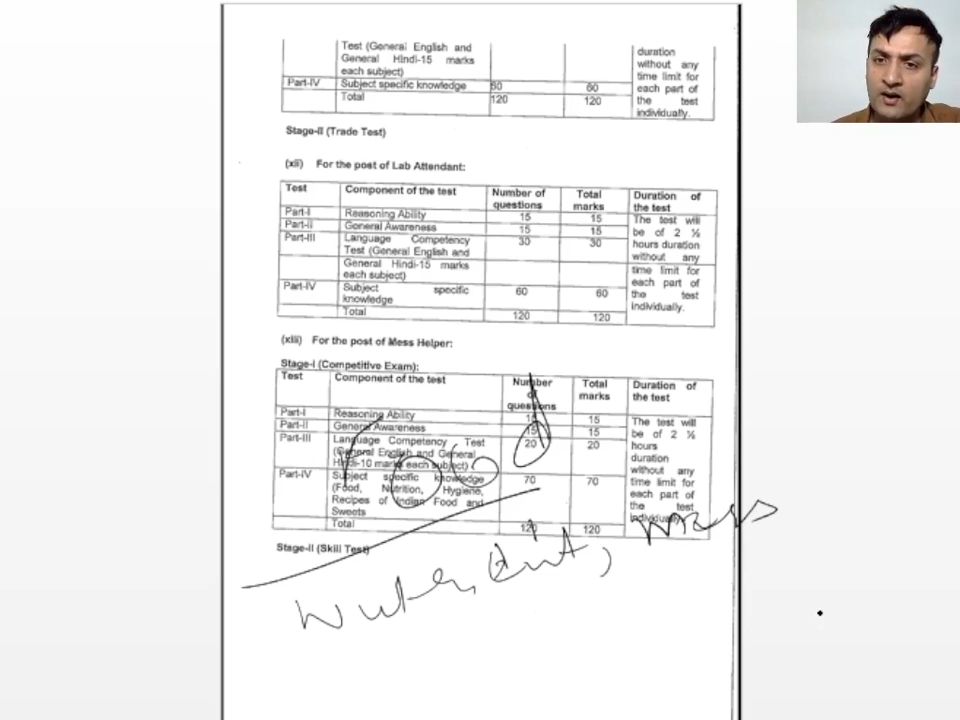 Test (General English and
General Hindi-15 marks
each subject)
duration
without any
time limit for
each part of
the test
individually.
Part-IV Subject specific knowledge 60 60
Total 120 120
Stage-II (Trade Test)
(xii) For the post of Lab Attendant:
Test Component of the test Number of questions Total marks Duration of the test
Part-I Reasoning Ability 15 15
Part-II General Awareness 15 15
Part-III Language Competency 30 30
Test (General English and
General Hindi-15 marks
each subject)
Part-IV Subject specific 60 60
knowledge
Total 120 120
The test will
be of 2 ½
hours duration
without any
time limit for
each part of
the test
individually.
(xiii) For the post of Mess Helper:
Stage-I (Competitive Exam):
Test Component of the test Number of questions Total marks Duration of the test
Part-I Reasoning Ability 15 15
Part-II General Awareness 15 15
Part-III Language Competency Test 20 20
(General English and General
Hindi-10 marks each subject)
Part-IV Subject specific knowledge 70 70
(Food, Nutrition, Hygiene,
Recipes of Indian Food and
Sweets
Total 120 120
The test will
be of 2 ½
hours
duration
without any
time limit for
each part of
the test
individually.
Stage-II (Skill Test)
Food